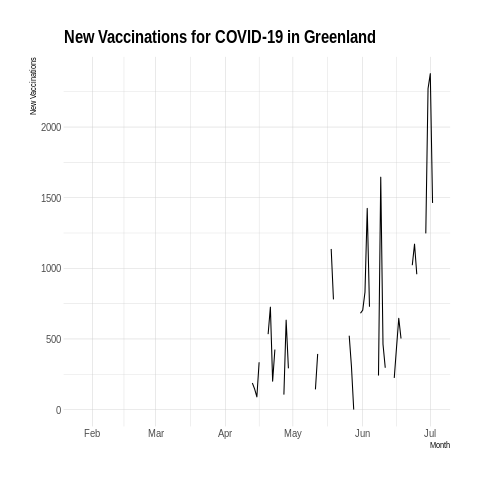 New Vaccinations for COVID-19 in Greenland
New Vaccinations
2000
1500
1000
500
0
Feb Mar Apr May Jun Jul
Month